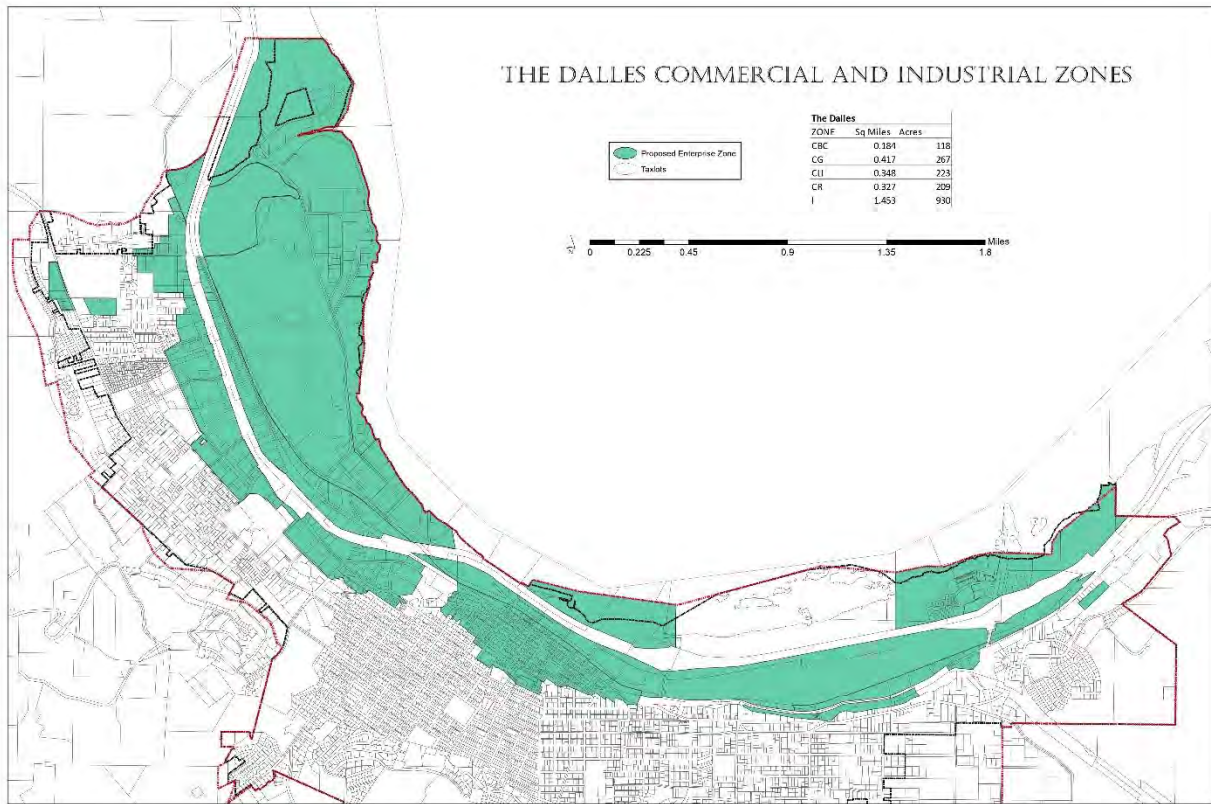 THE DALLES COMMERCIAL AND INDUSTRIAL ZONES
The Dalles
ZONE Sq Miles Acres
CBC 0.184 118
CG 0.417 267
CLI 0.348 223
CR 0.327 209
I 1.453 930
Proposed Enterprise Zone
Taxlots
Miles
0 0.225 0.45 0.9 1.35 1.8